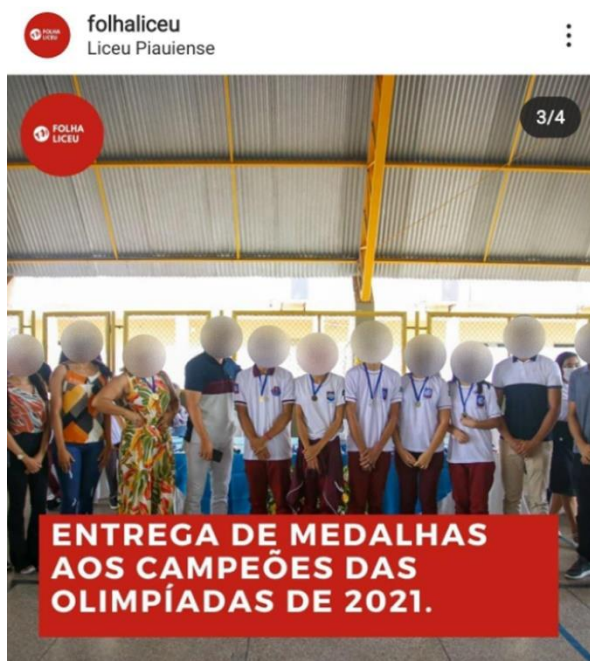 folhaliceu
Liceu Piauiense
FOLHA
LICEU
3/4
ENTREGA DE MEDALHAS
AOS CAMPEÕES DAS
OLIMPÍADAS DE 2021.